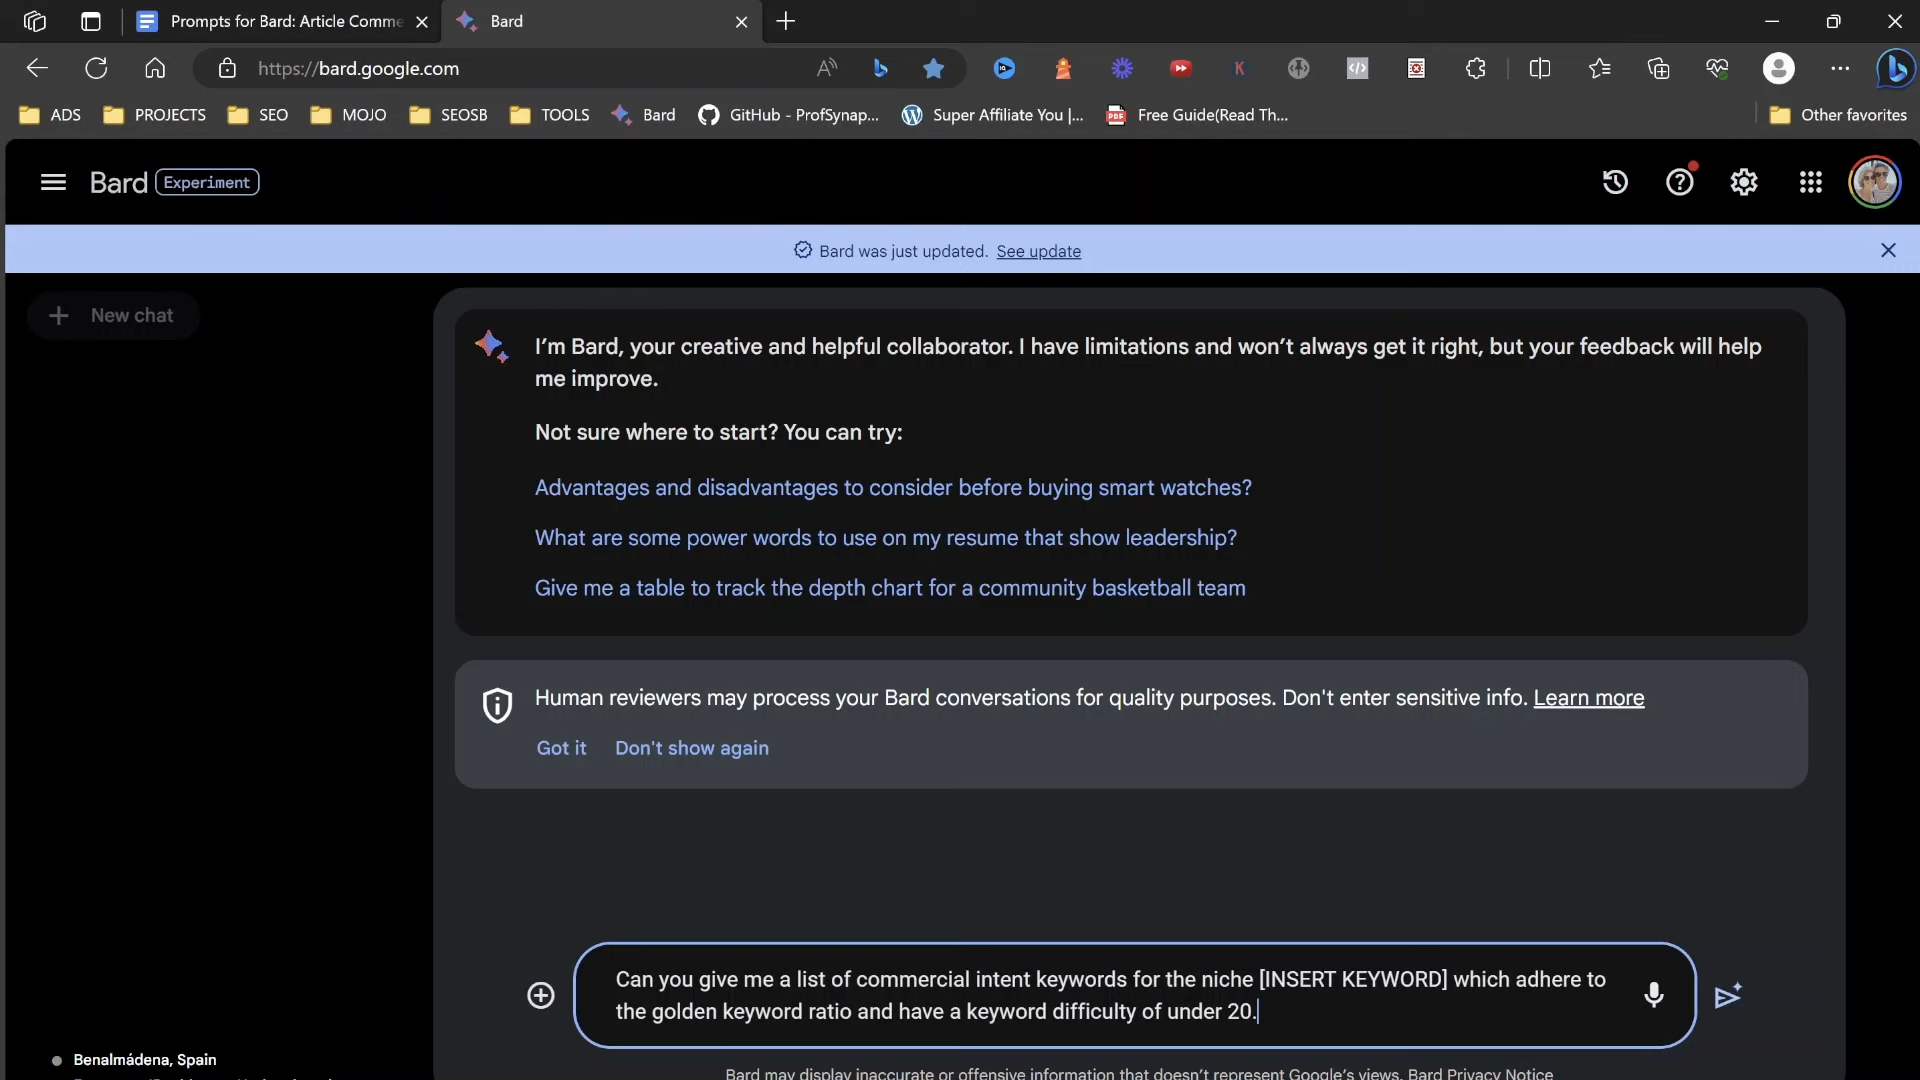 Prompts for Bard: Article Comme
Bard
https://bard.google.com
ADS
PROJECTS
SEO
MOJO
SEOSB
TOOLS
Bard
GitHub - ProfSynap...
Super Affiliate You |...
Free Guide(Read Th...
Other favorites
Bard Experiment
Bard was just updated. See update
New chat
I'm Bard, your creative and helpful collaborator. I have limitations and won't always get it right, but your feedback will help
me improve.
Not sure where to start? You can try:
Advantages and disadvantages to consider before buying smart watches?
What are some power words to use on my resume that show leadership?
Give me a table to track the depth chart for a community basketball team
Human reviewers may process your Bard conversations for quality purposes. Don't enter sensitive info. Learn more
Got it Don't show again
Can you give me a list of commercial intent keywords for the niche [INSERT KEYWORD] which adhere to
the golden keyword ratio and have a keyword difficulty of under 20.
Benalmádena, Spain
Bard may display inaccurate or offensive information that doesn't represent Google's views. Bard Privacy Notice